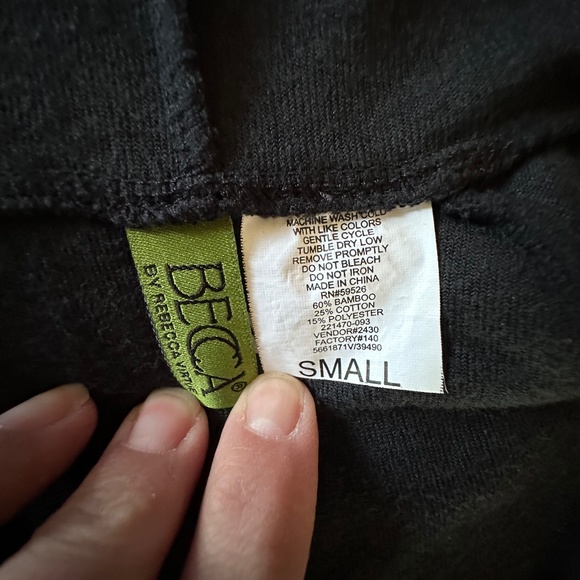 BECCA®
BY REBECCA VIRTUE
MACHINE WASH COLD
WITH LIKE COLORS
GENTLE CYCLE
TUMBLE DRY LOW
REMOVE PROMPTLY
DO NOT BLEACH
DO NOT IRON
MADE IN CHINA
RN#59526
60% BAMBOO
25% COTTON
15% POLYESTER
221470-093
VENDOR#2430
FACTORY#140
5661871V/39490
SMALL